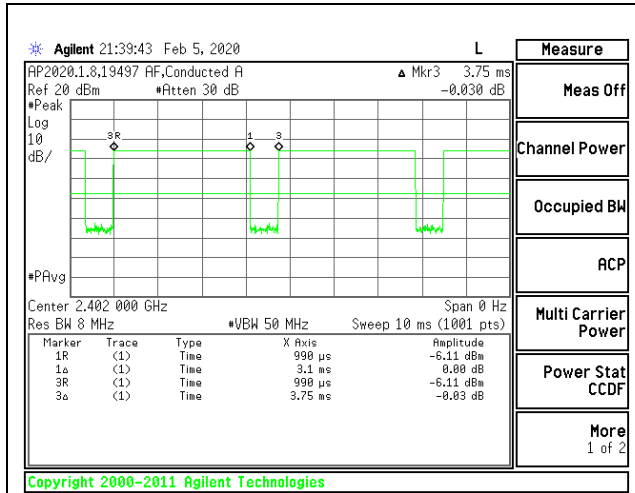 Agilent 21:39:43 Feb 5, 2020 L
AP2020.1.8,19497 AF,Conducted A Δ Mkr3 3.75 ms
Ref 20 dBm #Atten 30 dB -0.030 dB
#Peak
Log
10
dB/
3R 1 3
#PAvg
Center 2.402 000 GHz Span 0 Hz
Res BW 8 MHz #VBW 50 MHz Sweep 10 ms (1001 pts)
Marker Trace Type X Axis Amplitude
1R (1) Time 990 µs -6.11 dBm
1Δ (1) Time 3.1 ms 0.00 dB
3R (1) Time 990 µs -6.11 dBm
3Δ (1) Time 3.75 ms -0.03 dB
Copyright 2000-2011 Agilent Technologies
Measure
Meas Off
Channel Power
Occupied BW
ACP
Multi Carrier
Power
Power Stat
CCDF
More
1 of 2